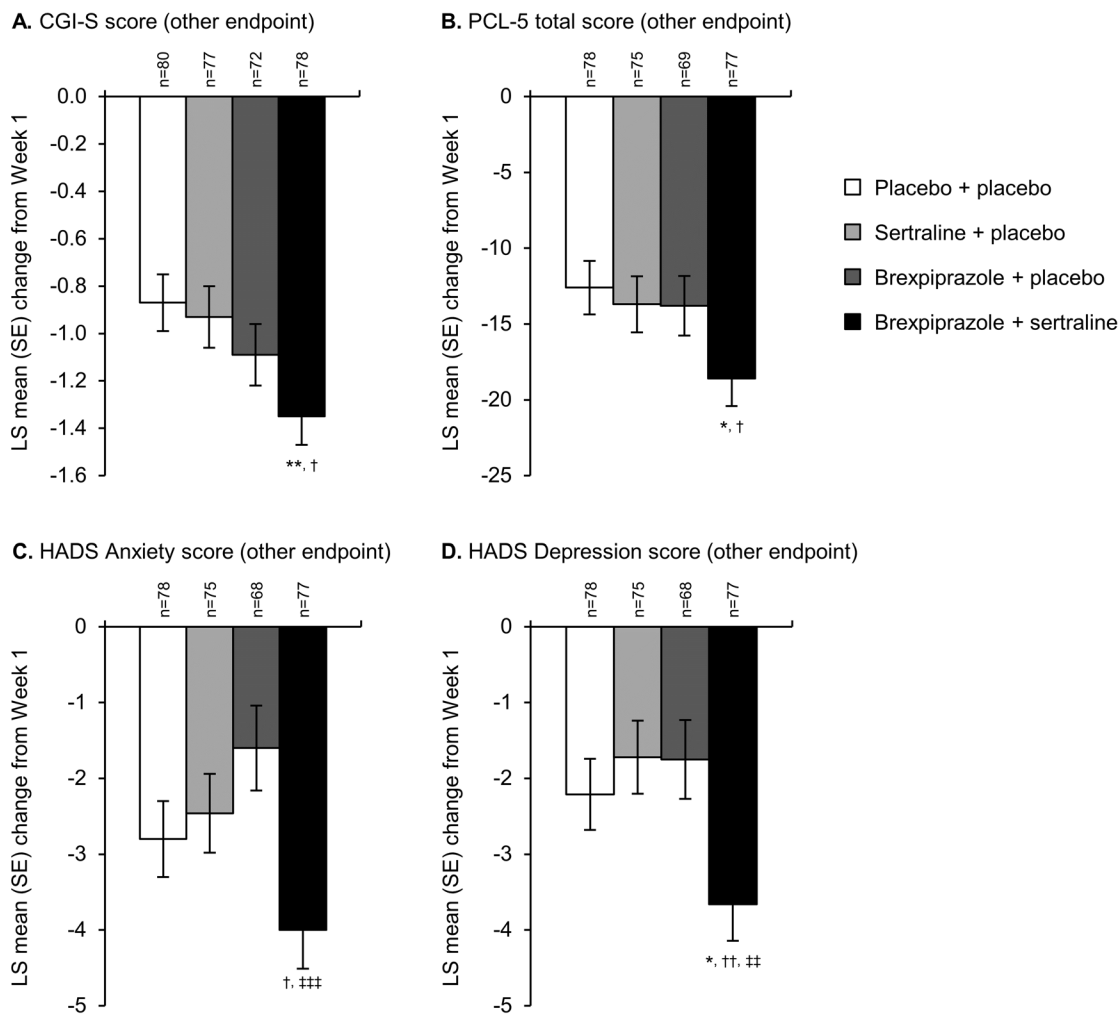 A. CGI-S score (other endpoint)
n=80 n=77 n=72 n=78
LS mean (SE) change from Week 1
0.0
-0.2
-0.4
-0.6
-0.8
-1.0
-1.2
-1.4
-1.6
**, †
B. PCL-5 total score (other endpoint)
n=78 n=75 n=69 n=77
LS mean (SE) change from Week 1
0
-5
-10
-15
-20
-25
*, †
Placebo + placebo
Sertraline + placebo
Brexpiprazole + placebo
Brexpiprazole + sertraline
C. HADS Anxiety score (other endpoint)
n=78 n=75 n=68 n=77
LS mean (SE) change from Week 1
0
-1
-2
-3
-4
-5
†, ‡‡‡
D. HADS Depression score (other endpoint)
n=78 n=75 n=68 n=77
LS mean (SE) change from Week 1
0
-1
-2
-3
-4
-5
*, ††, ‡‡